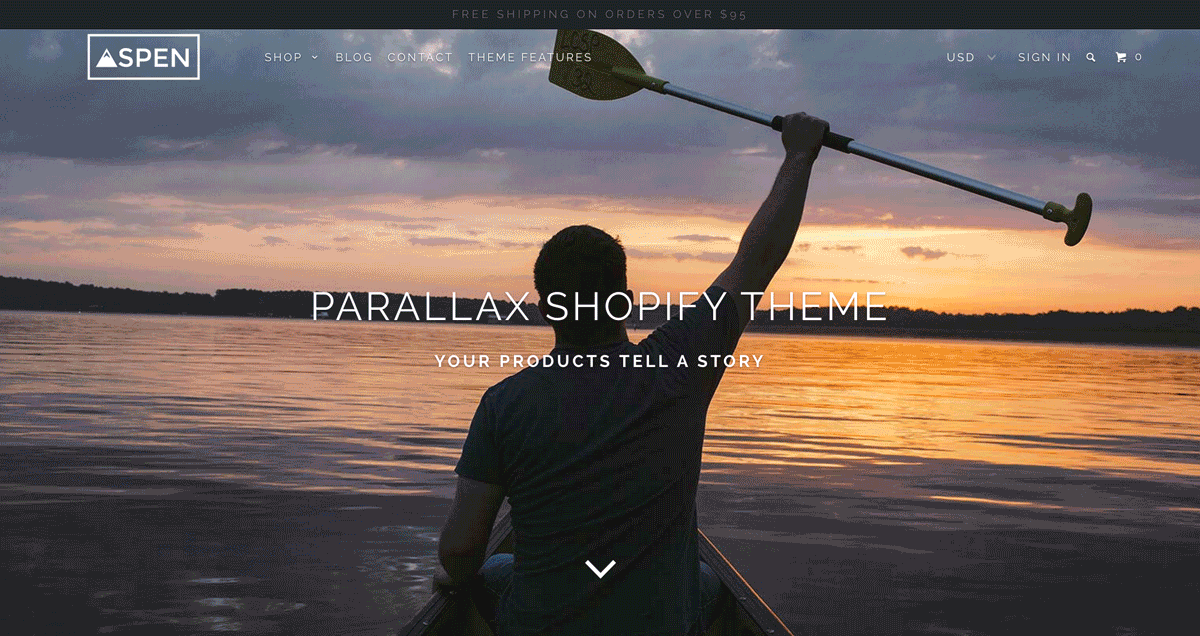 FREE SHIPPING ON ORDERS OVER $95
ASPEN
SHOP BLOG CONTACT THEME FEATURES USD SIGN IN 0
PARALLAX SHOPIFY THEME
YOUR PRODUCTS TELL A STORY